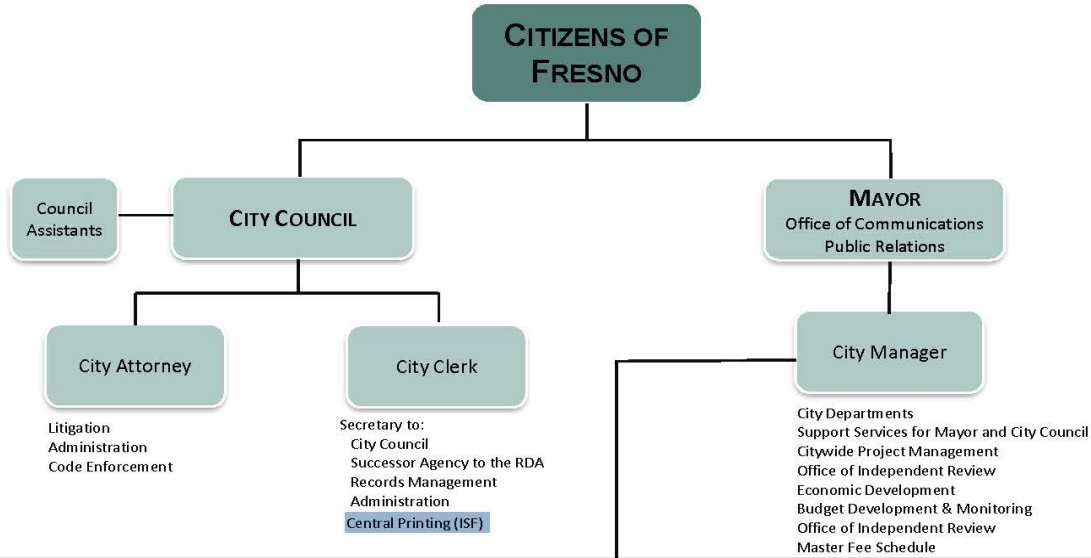 CITIZENS OF
FRESNO
Council
Assistants
CITY COUNCIL
MAYOR
Office of Communications
Public Relations
City Attorney
City Clerk
City Manager
Litigation
Administration
Code Enforcement
Secretary to:
City Council
Successor Agency to the RDA
Records Management
Administration
Central Printing (ISF)
City Departments
Support Services for Mayor and City Council
Citywide Project Management
Office of Independent Review
Economic Development
Budget Development & Monitoring
Office of Independent Review
Master Fee Schedule